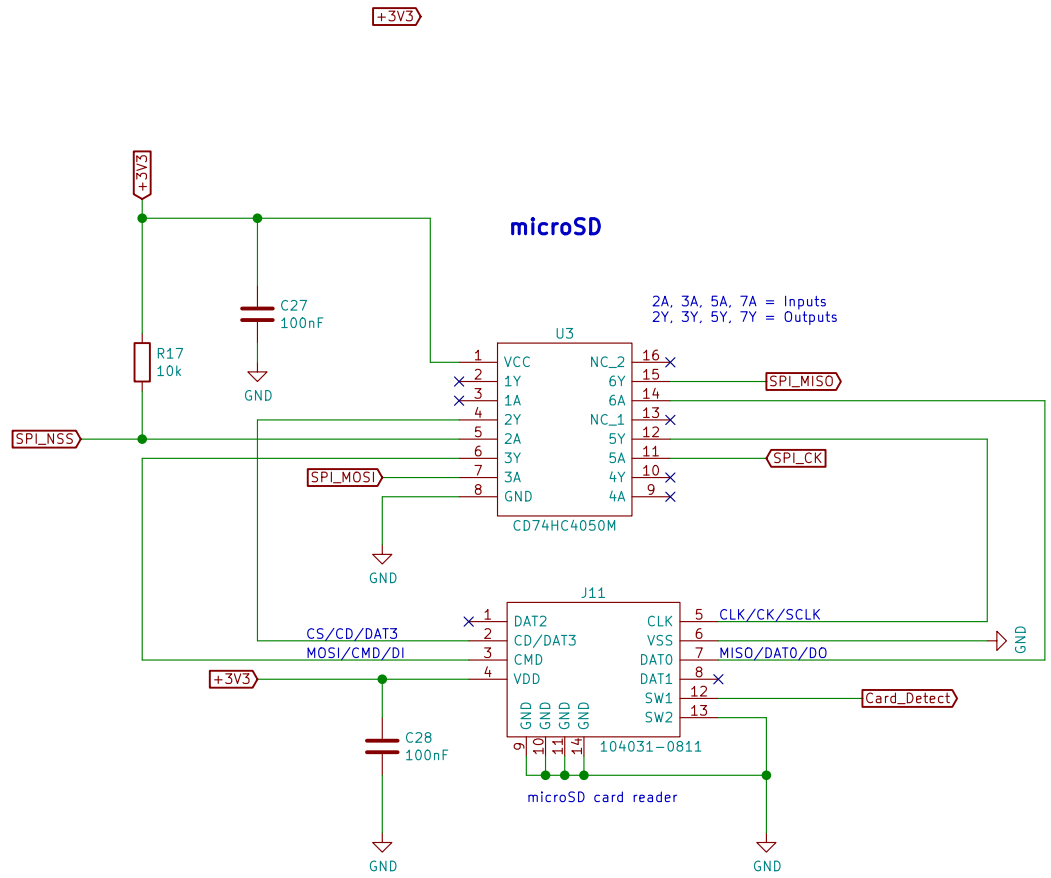 +3V3
+3V3
microSD
C27
100nF
GND
2A, 3A, 5A, 7A = Inputs
2Y, 3Y, 5Y, 7Y = Outputs
R17
10k
SPI_NSS
SPI_MOSI
GND
U3
1 VCC
2 1Y
3 1A
4 2Y
5 2A
6 3Y
7 3A
8 GND
NC_2 16
6Y 15
6A 14
NC_1 13
5Y 12
5A 11
4Y 10
4A 9
CD74HC4050M
SPI_MISO
SPI_CK
J11
CS/CD/DAT3
MOSI/CMD/DI
+3V3
1 DAT2
2 CD/DAT3
3 CMD
4 VDD
CLK 5
VSS 6
DAT0 7
DAT1 8
SW1 12
SW2 13
GND 9
GND 10
GND 11
GND 14
104031-0811
CLK/CK/SCLK
GND
MISO/DAT0/DO
Card_Detect
C28
100nF
microSD card reader
GND
GND